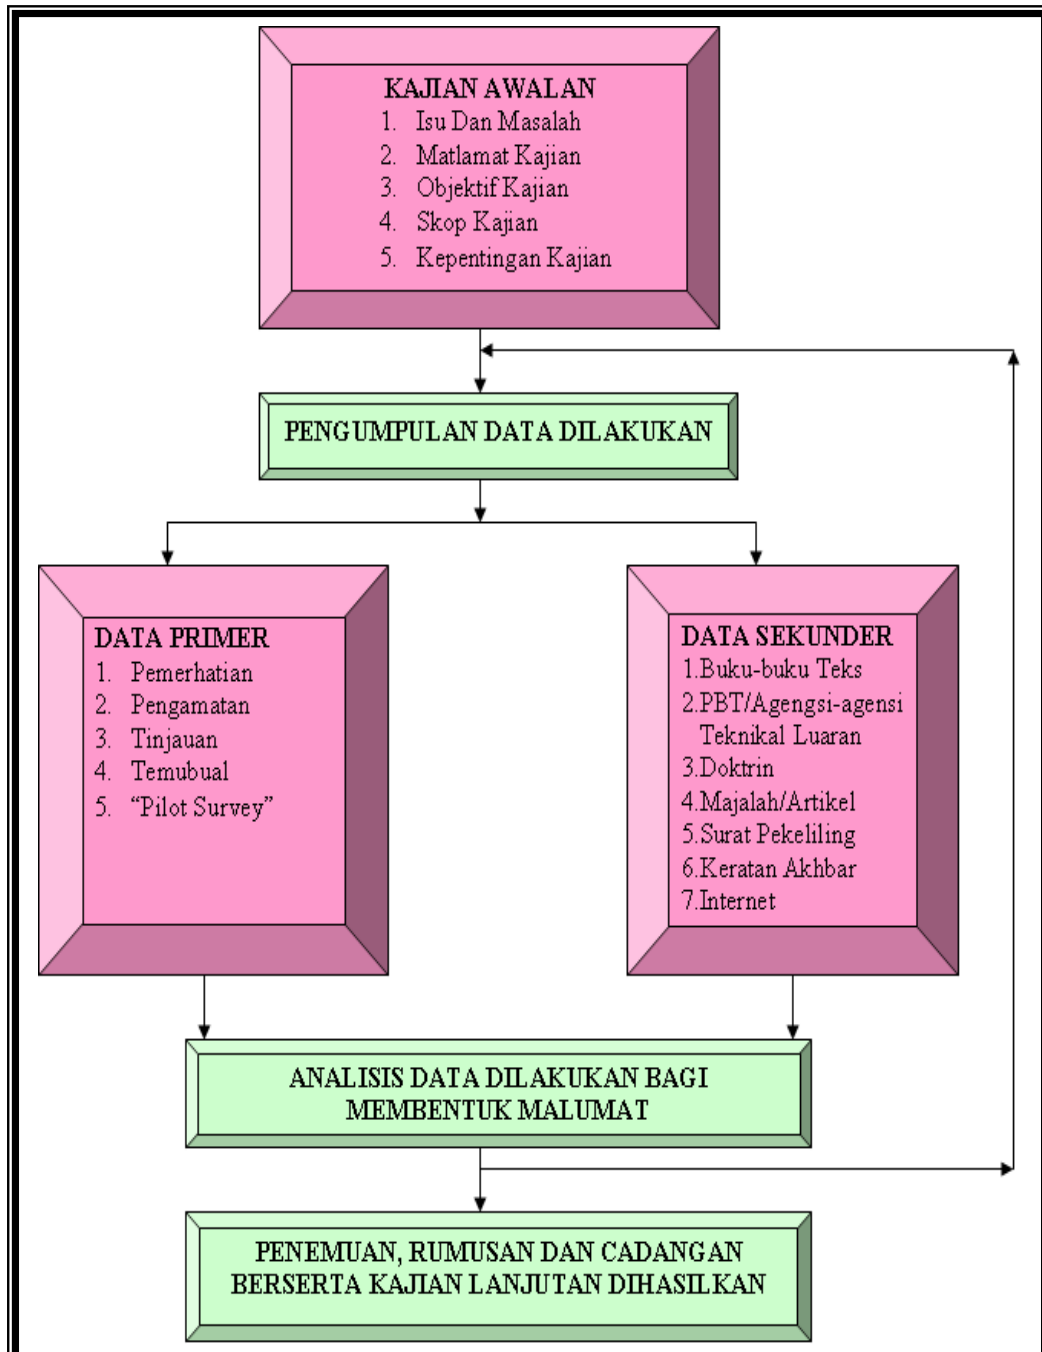 KAJIAN AWALAN
1. Isu Dan Masalah
2. Matlamat Kajian
3. Objektif Kajian
4. Skop Kajian
5. Kepentingan Kajian
PENGUMPULAN DATA DILAKUKAN
DATA PRIMER
1. Pemerhatian
2. Pengamatan
3. Tinjauan
4. Temubual
5. “Pilot Survey”
DATA SEKUNDER
1.Buku-buku Teks
2.PBT/Agengsi-agensi
Teknikal Luaran
3.Doktrin
4.Majalah/Artikel
5.Surat Pekeliling
6.Keratan Akhbar
7.Internet
ANALISIS DATA DILAKUKAN BAGI
MEMBENTUK MALUMAT
PENEMUAN, RUMUSAN DAN CADANGAN
BERSERTA KAJIAN LANJUTAN DIHASILKAN